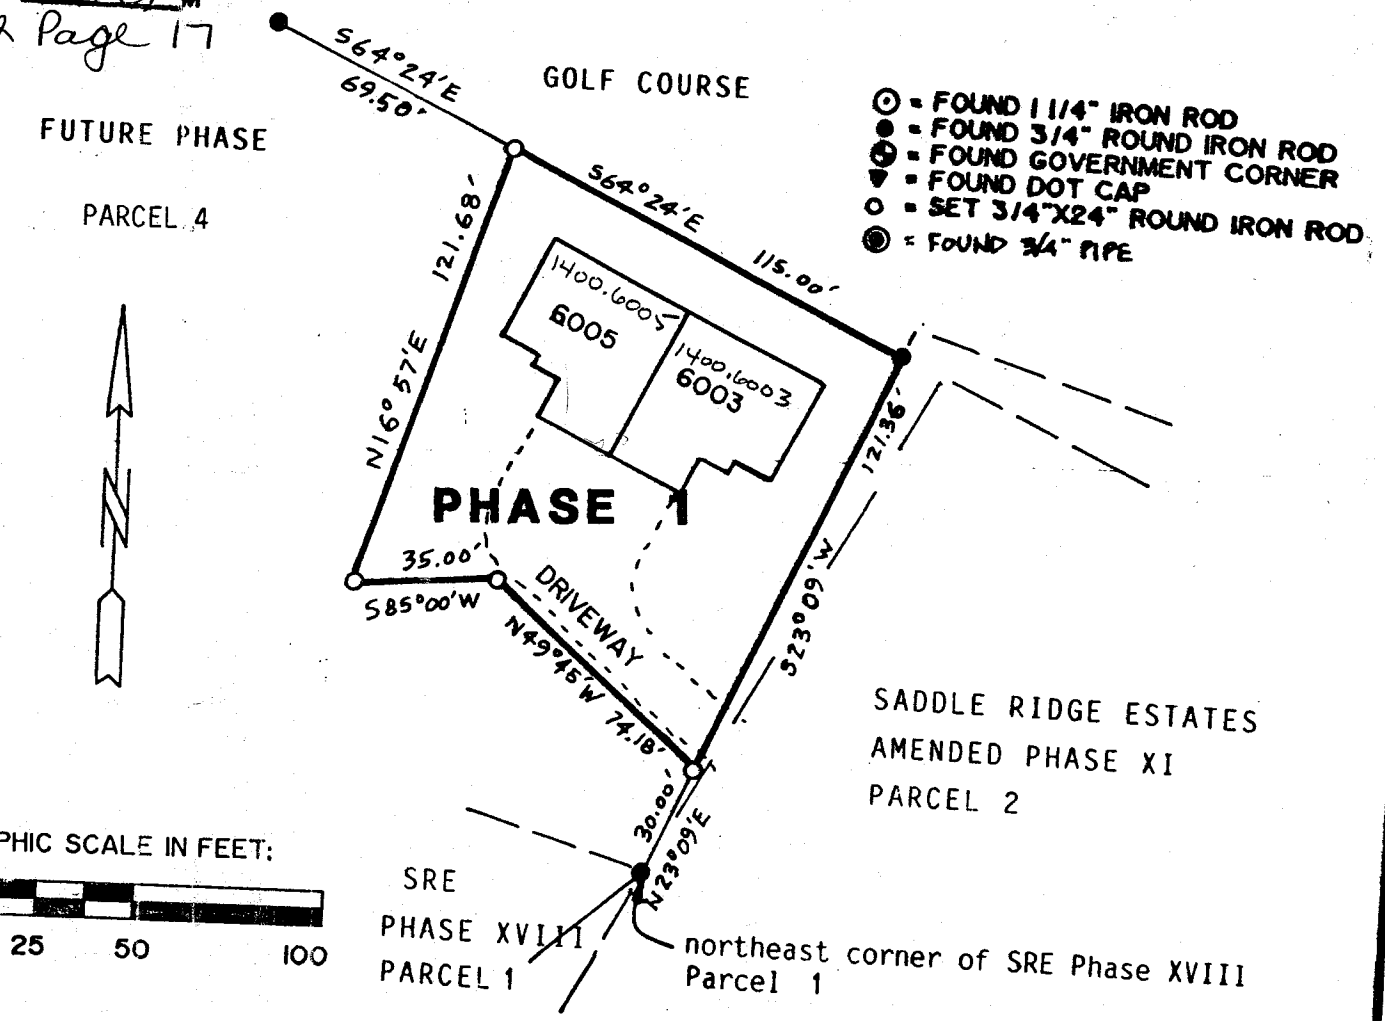 Page 17
S64°24'E
69.50'
GOLF COURSE
FUTURE PHASE
PARCEL 4
= FOUND 1 1/4" IRON ROD
= FOUND 3/4" ROUND IRON ROD
= FOUND GOVERNMENT CORNER
= FOUND DOT CAP
= SET 3/4"X24" ROUND IRON ROD
= FOUND 3/4" PIPE
S64°24'E
115.00'
121.68'
N16°57'E
1400.6005
6005
1400.6003
6003
121.36'
S23°09'W
PHASE 1
35.00'
S85°00'W
DRIVEWAY
N49°45'W 74.18'
N
SADDLE RIDGE ESTATES
AMENDED PHASE XI
PARCEL 2
30.00'
N23°09'E
PHIC SCALE IN FEET:
25 50 100
SRE
PHASE XVIII
PARCEL 1
northeast corner of SRE Phase XVIII
Parcel 1